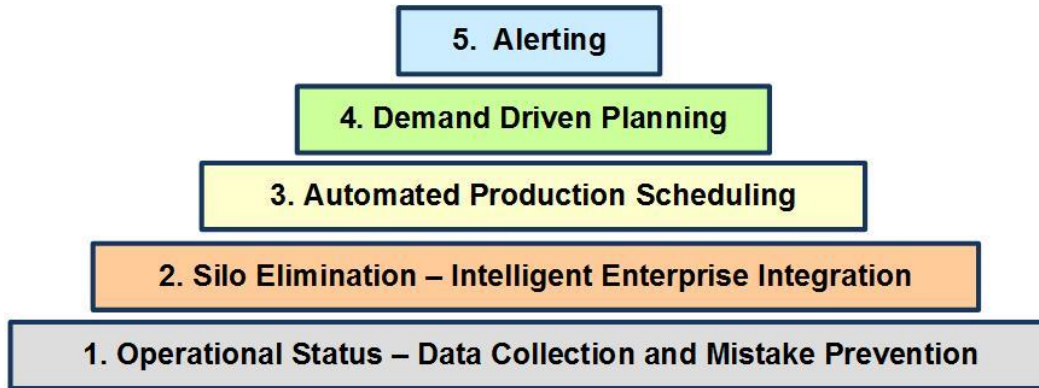 5. Alerting
4. Demand Driven Planning
3. Automated Production Scheduling
2. Silo Elimination – Intelligent Enterprise Integration
1. Operational Status – Data Collection and Mistake Prevention